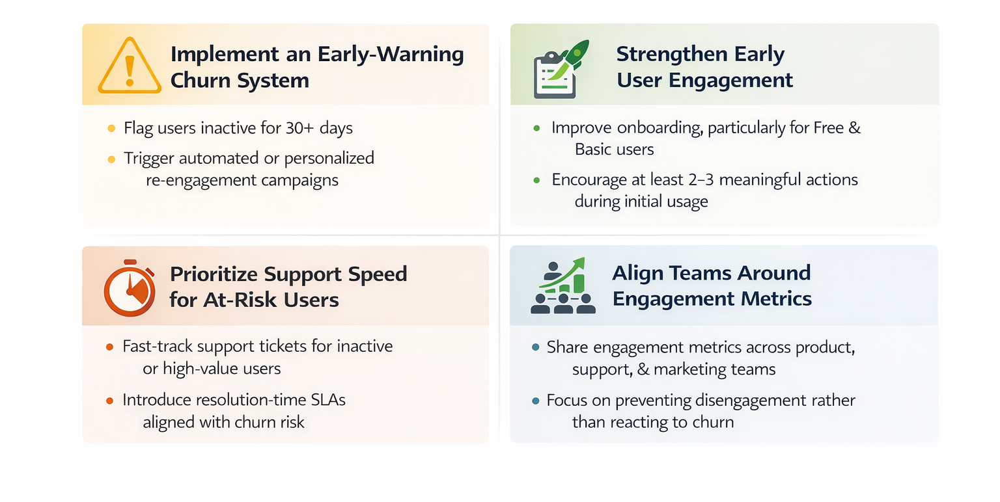 Implement an Early-Warning
Churn System
• Flag users inactive for 30+ days
• Trigger automated or personalized
re-engagement campaigns
Strengthen Early
User Engagement
• Improve onboarding, particularly for Free &
Basic users
• Encourage at least 2–3 meaningful actions
during initial usage
Prioritize Support Speed
for At-Risk Users
• Fast-track support tickets for inactive
or high-value users
• Introduce resolution-time SLAs
aligned with churn risk
Align Teams Around
Engagement Metrics
• Share engagement metrics across product,
support, & marketing teams
• Focus on preventing disengagement rather
than reacting to churn